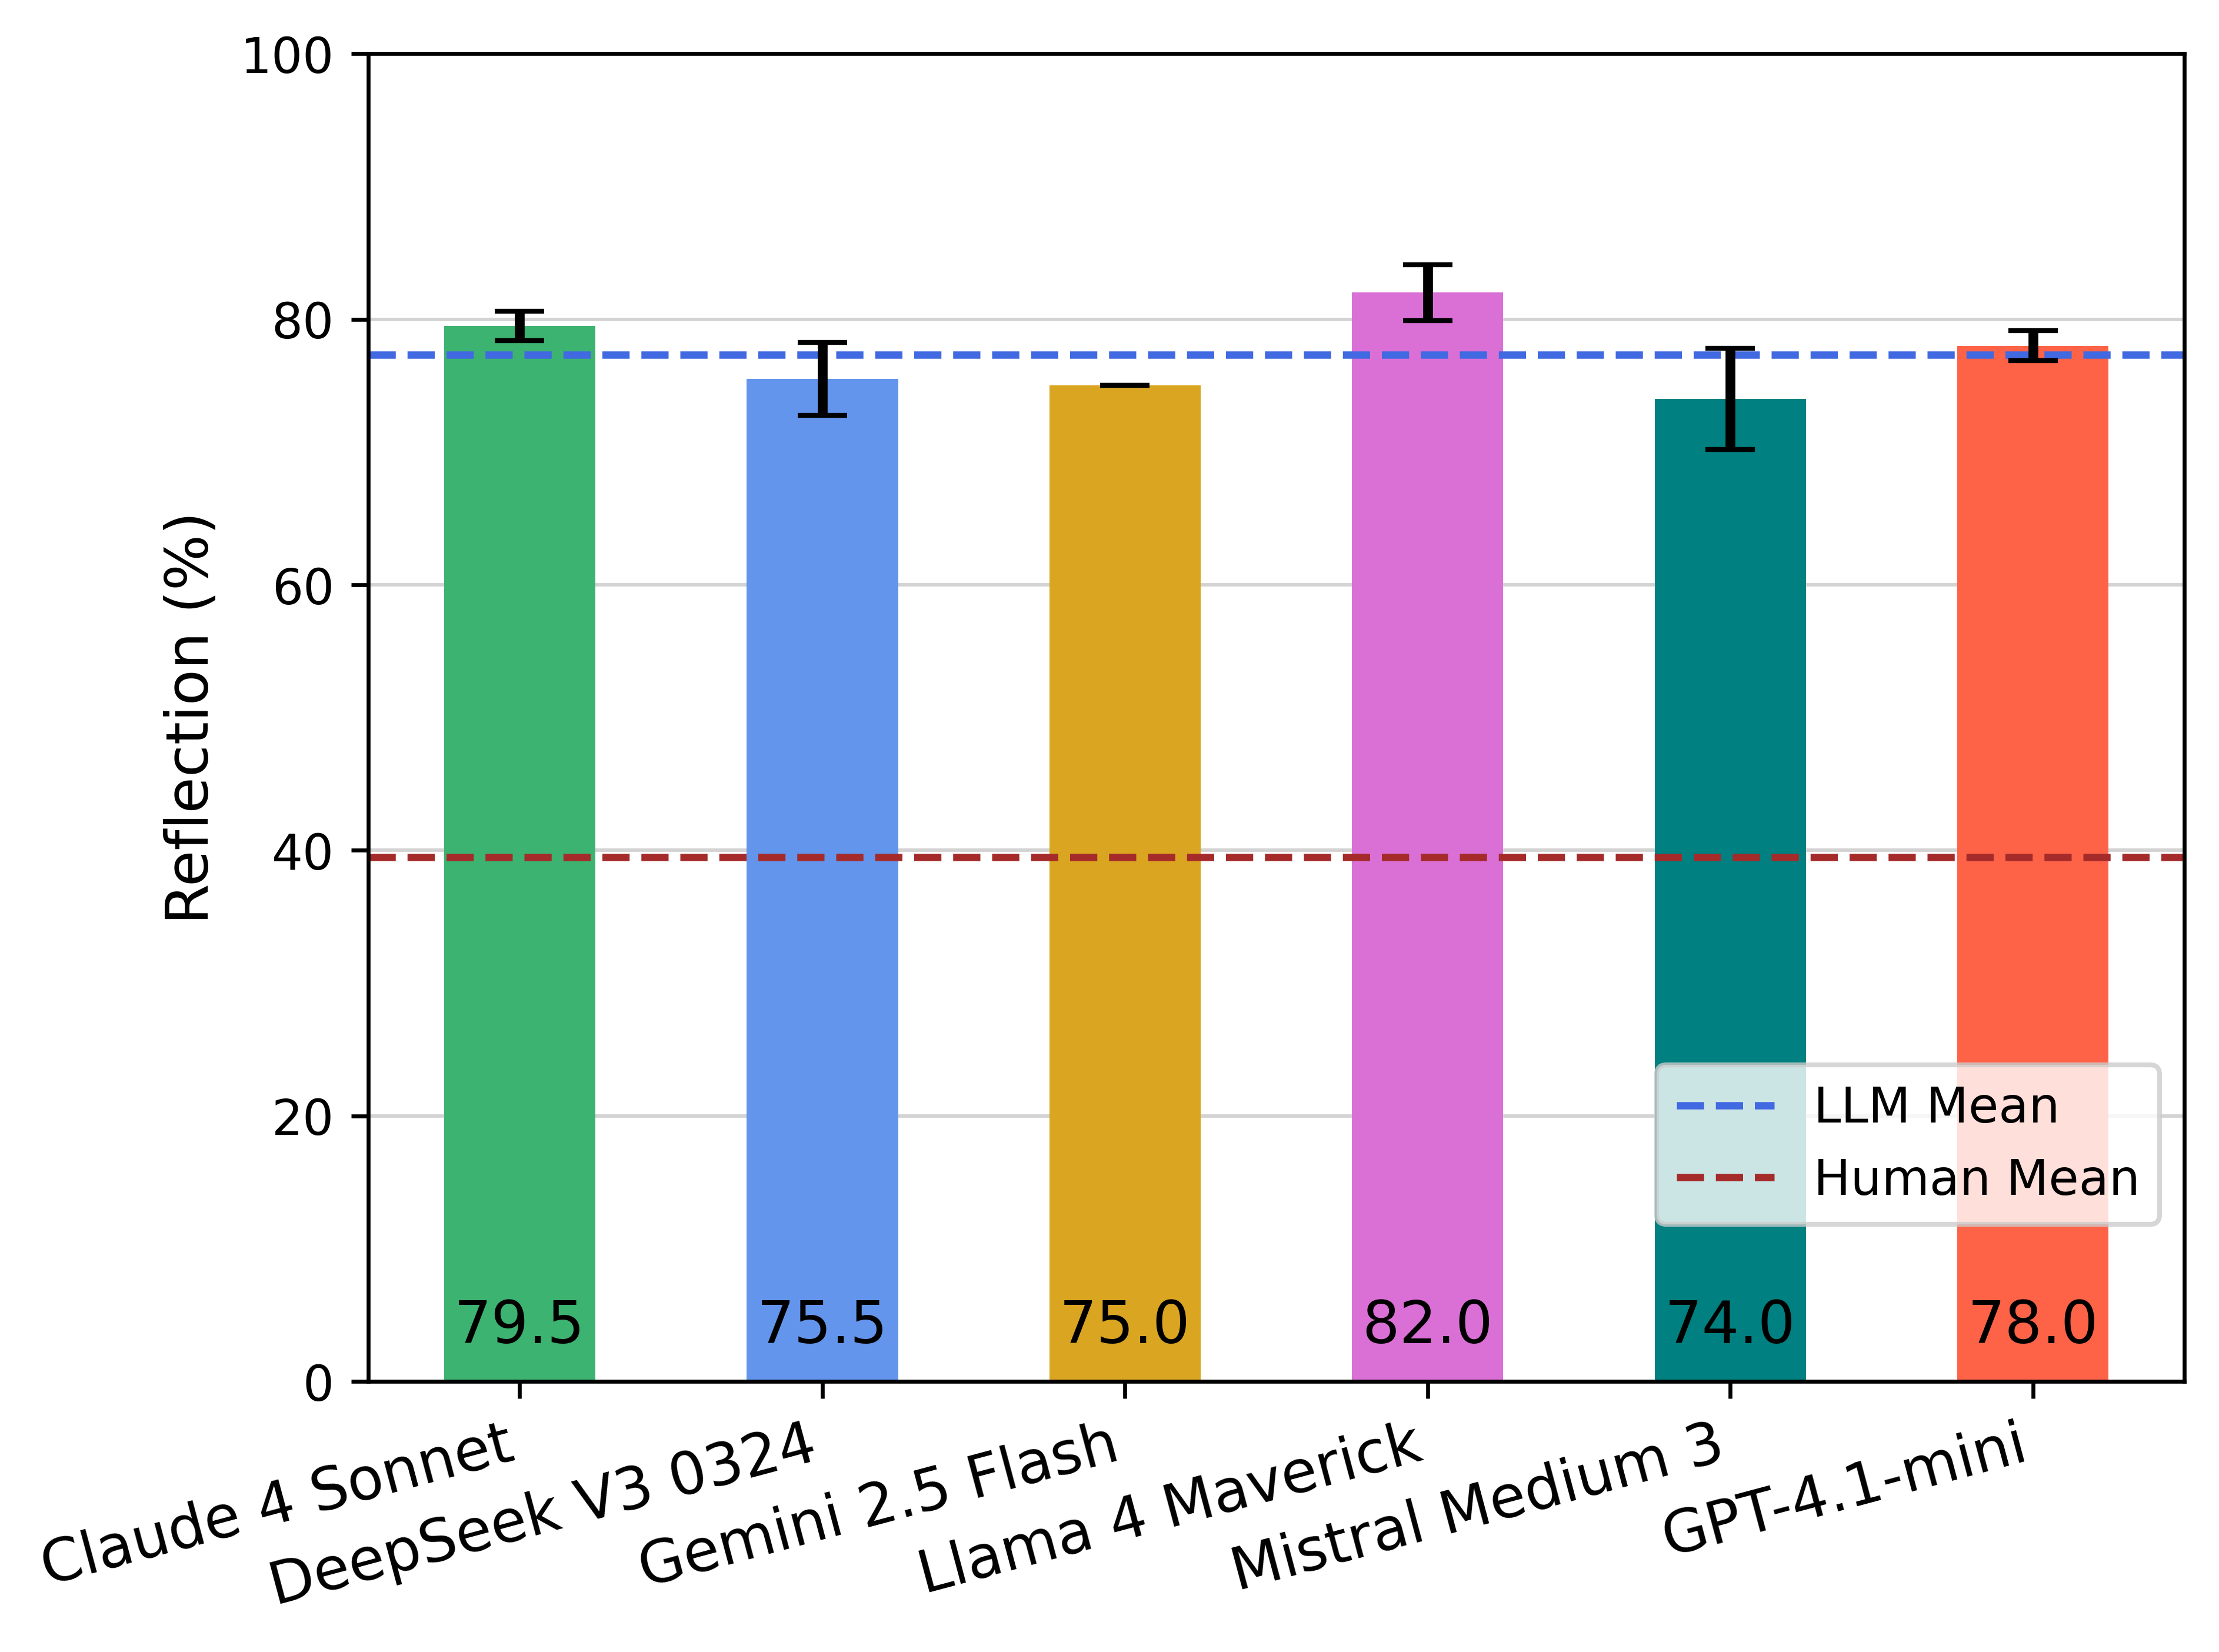 Reflection (%)
100
80
60
40
20
0
79.5
75.5
75.0
82.0
74.0
78.0
LLM Mean
Human Mean
Claude 4 Sonnet
DeepSeek V3 0324
Gemini 2.5 Flash
Llama 4 Maverick
Mistral Medium 3
GPT-4.1-mini